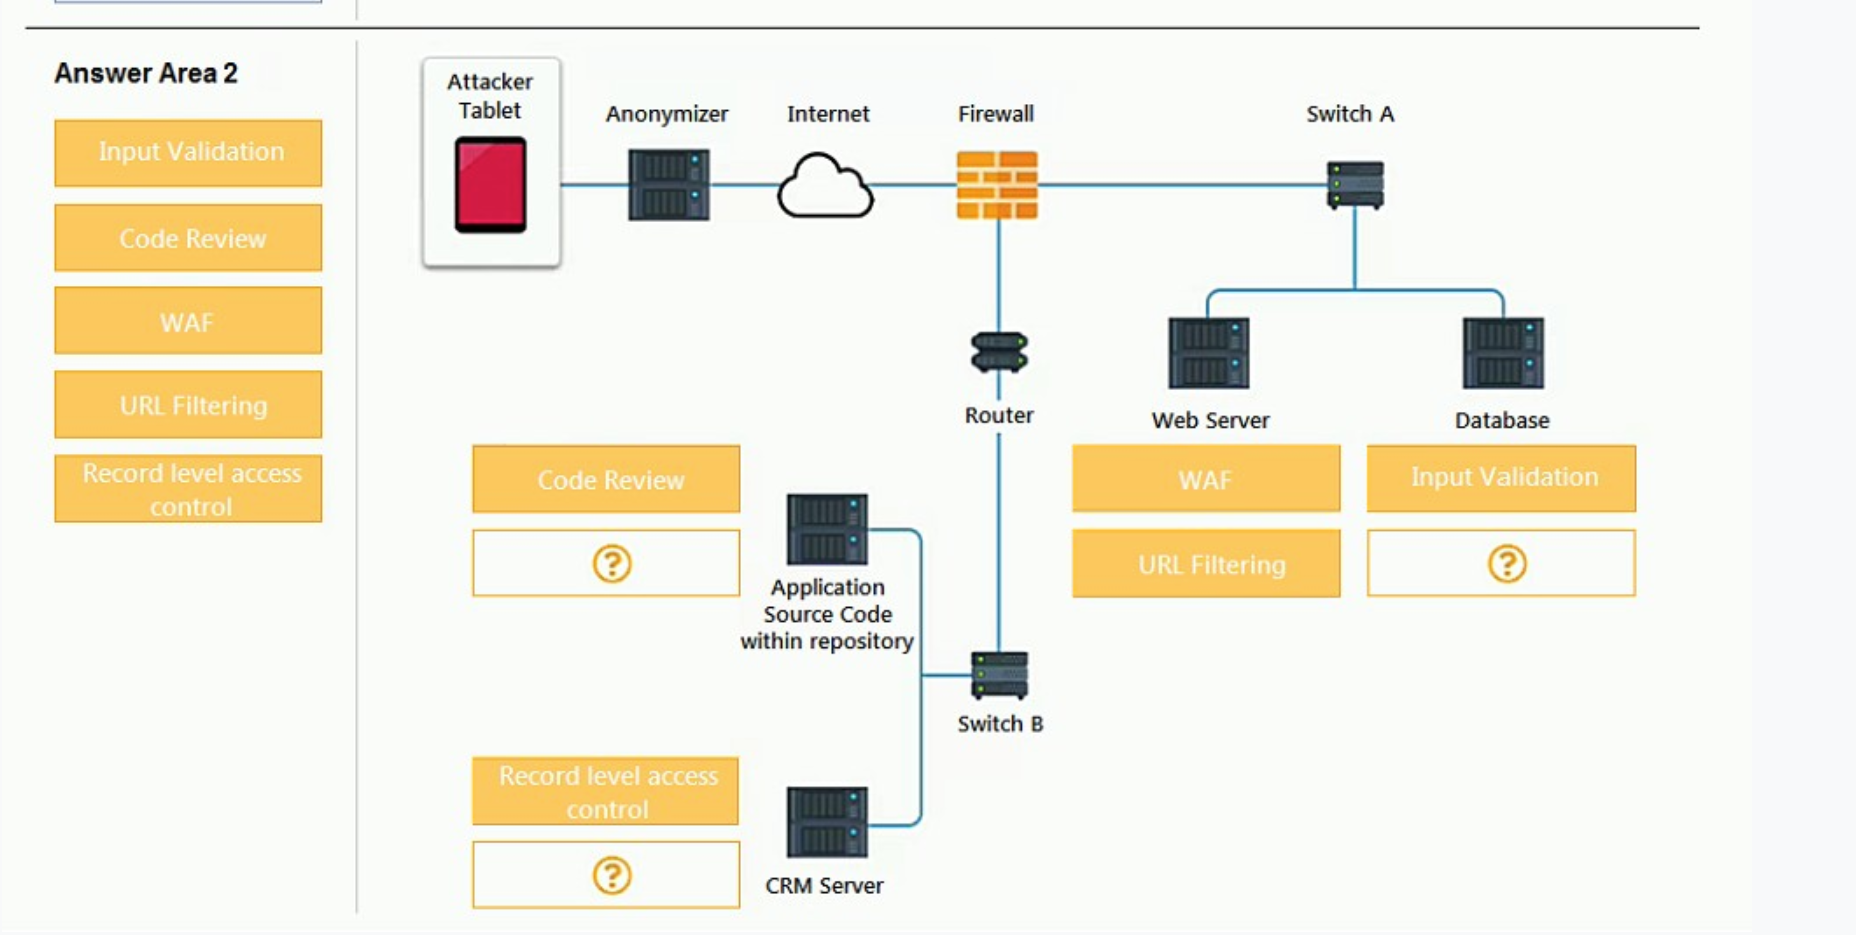 Answer Area 2
Input Validation
Code Review
WAF
URL Filtering
Record level access
control
Attacker
Tablet
Anonymizer
Internet
Firewall
Switch A
Router
Web Server
Database
WAF
URL Filtering
Input Validation
?
Code Review
?
Application
Source Code
within repository
Switch B
Record level access
control
?
CRM Server